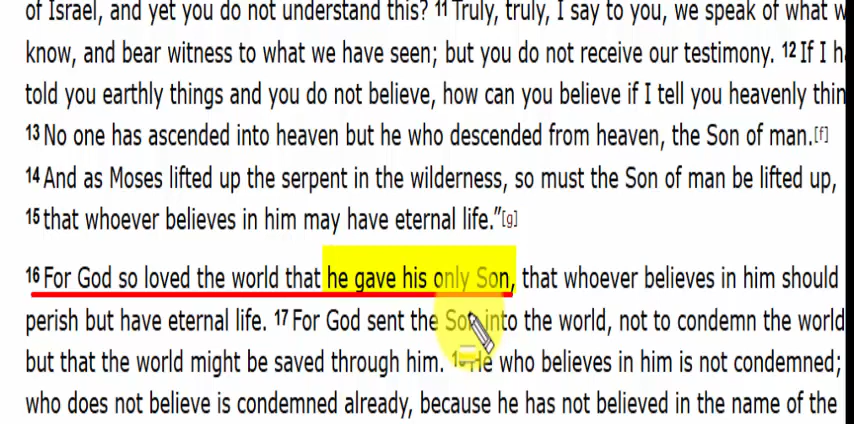 of Israel, and yet you do not understand this? 11 Truly, truly, I say to you, we speak of what
know, and bear witness to what we have seen; but you do not receive our testimony. 12 If I
told you earthly things and you do not believe, how can you believe if I tell you heavenly
13 No one has ascended into heaven but he who descended from heaven, the Son of man.[f]
14 And as Moses lifted up the serpent in the wilderness, so must the Son of man be lifted up,
15 that whoever believes in him may have eternal life.”[g]
16 For God so loved the world that he gave his only Son, that whoever believes in him should
perish but have eternal life. 17 For God sent the Son into the world, not to condemn the world
but that the world might be saved through him. He who believes in him is not condemned;
who does not believe is condemned already, because he has not believed in the name of the